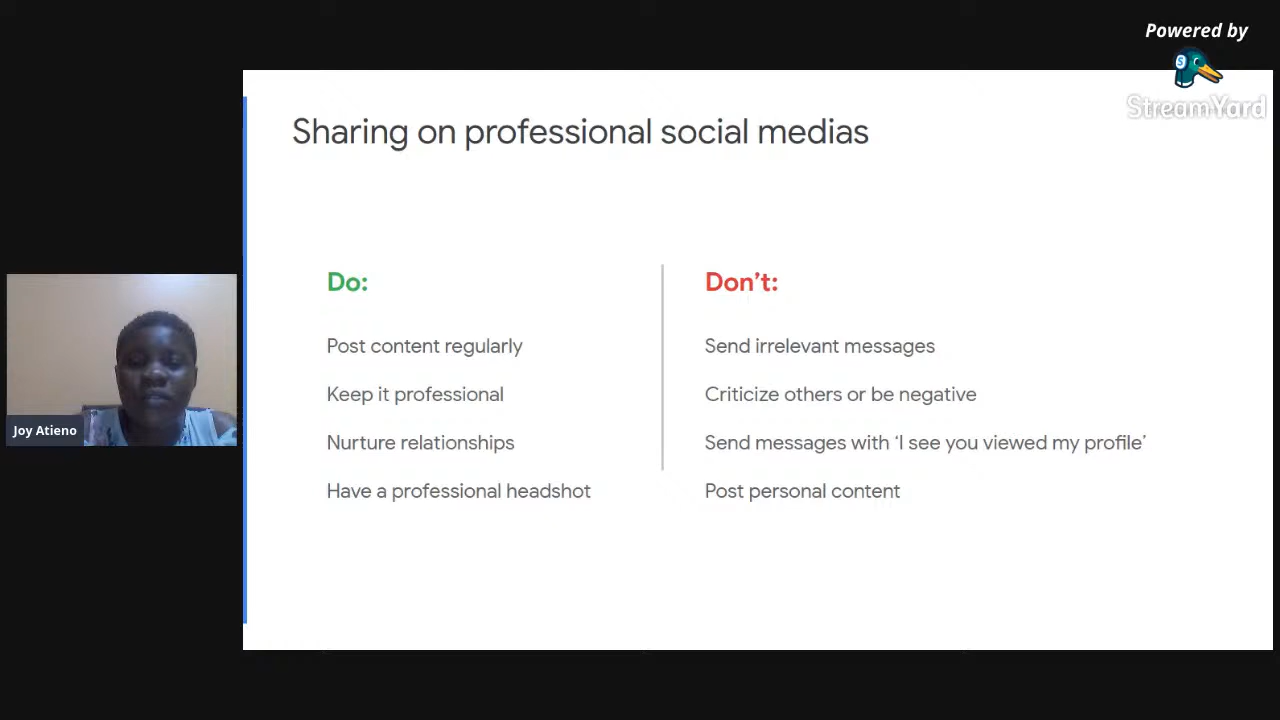 Powered by
StreamYard
Sharing on professional social medias
Do:
Post content regularly
Keep it professional
Nurture relationships
Have a professional headshot
Don't:
Send irrelevant messages
Criticize others or be negative
Send messages with ‘I see you viewed my profile’
Post personal content
Joy Atieno